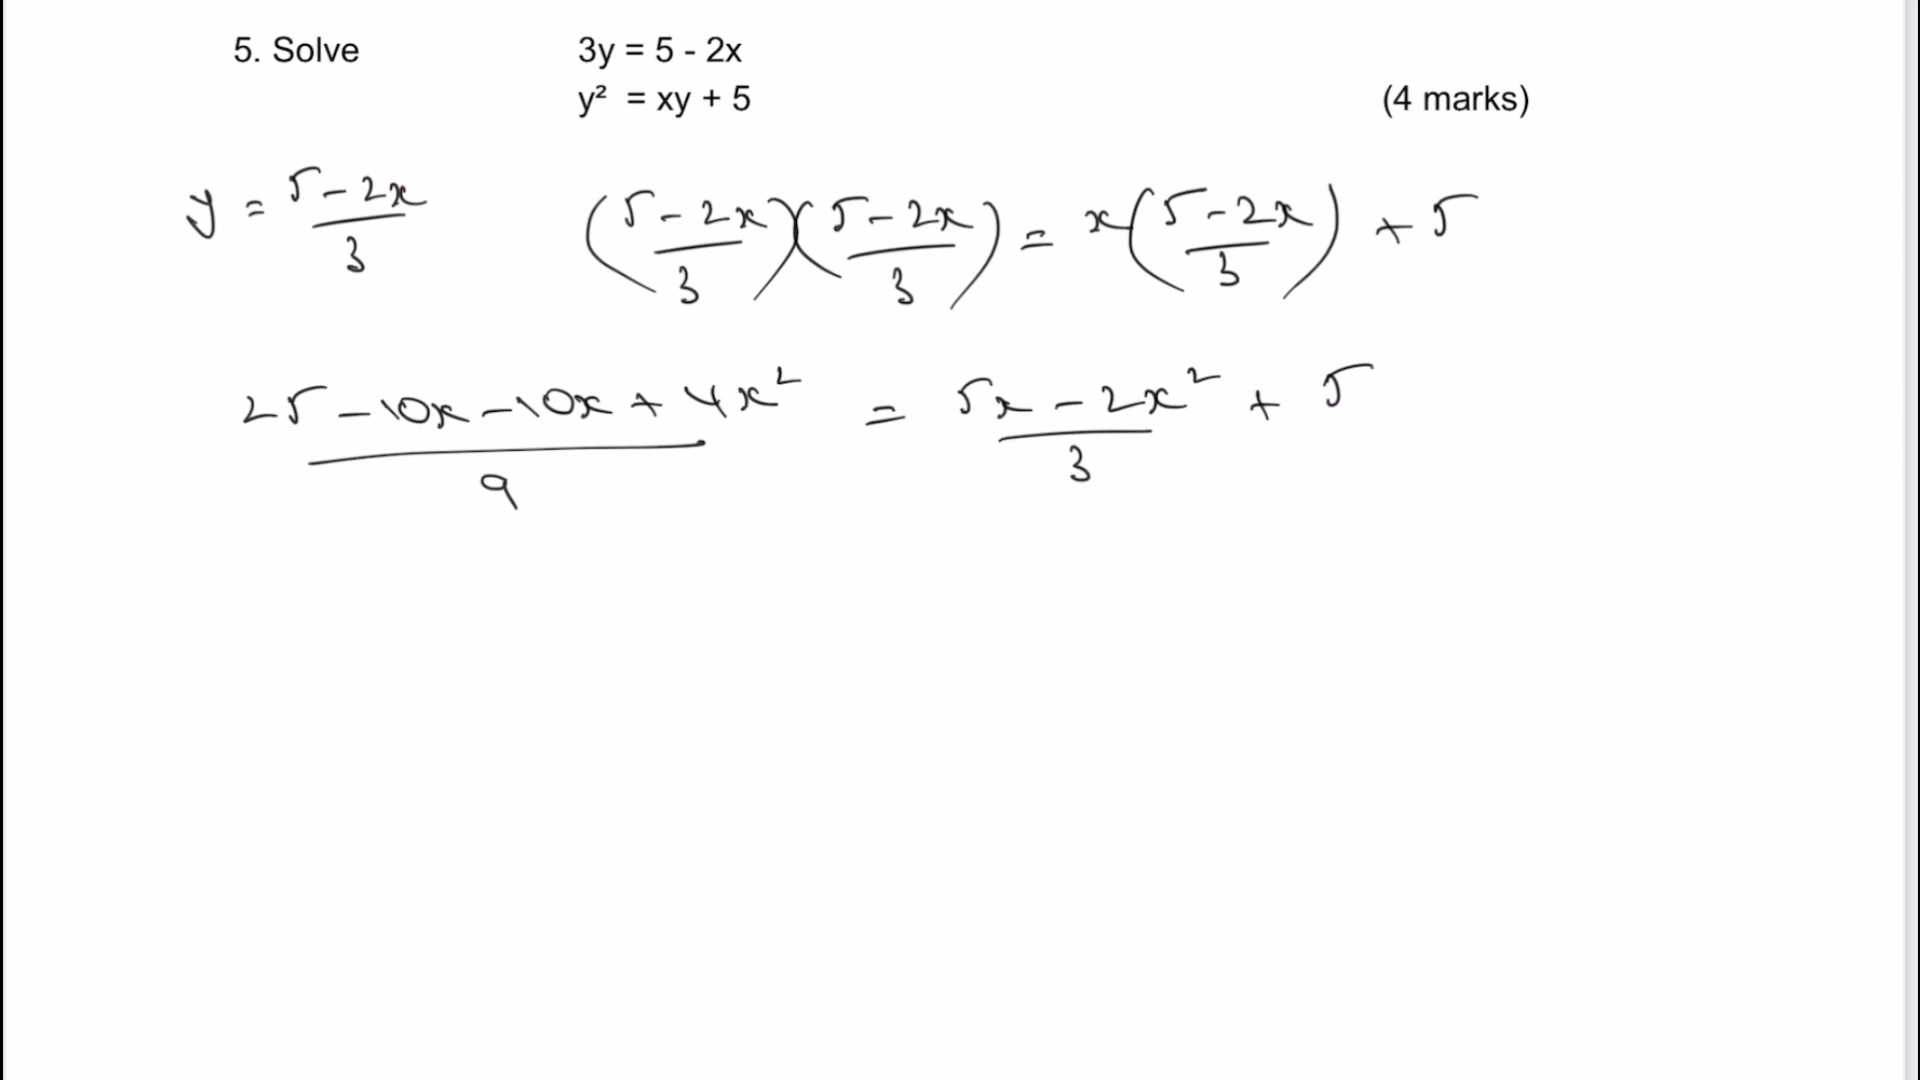 5. Solve 3y = 5 - 2x
y² = xy + 5 (4 marks)
y = (5 - 2x)/3 ((5 - 2x)/3)((5 - 2x)/3) = x((5 - 2x)/3) + 5
(25 - 10x - 10x + 4x²)/9 = (5x - 2x²)/3 + 5